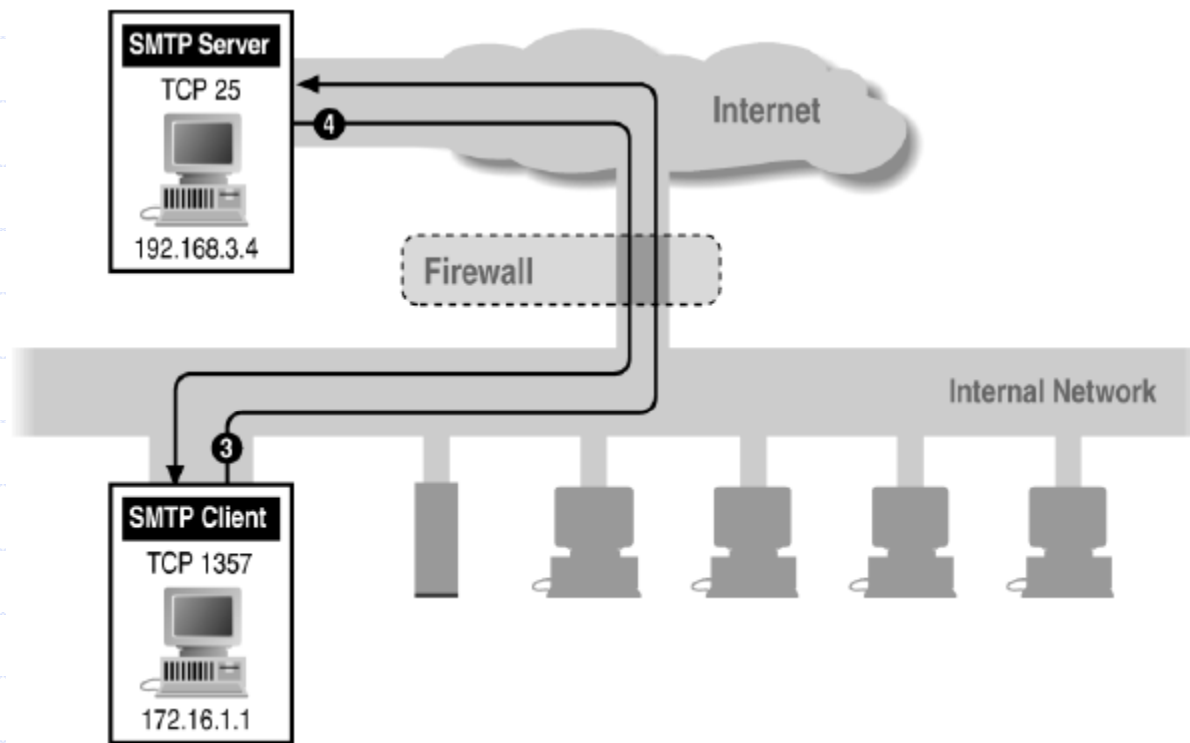 SMTP Server
TCP 25
192.168.3.4
4
Internet
Firewall
Internal Network
3
SMTP Client
TCP 1357
172.16.1.1